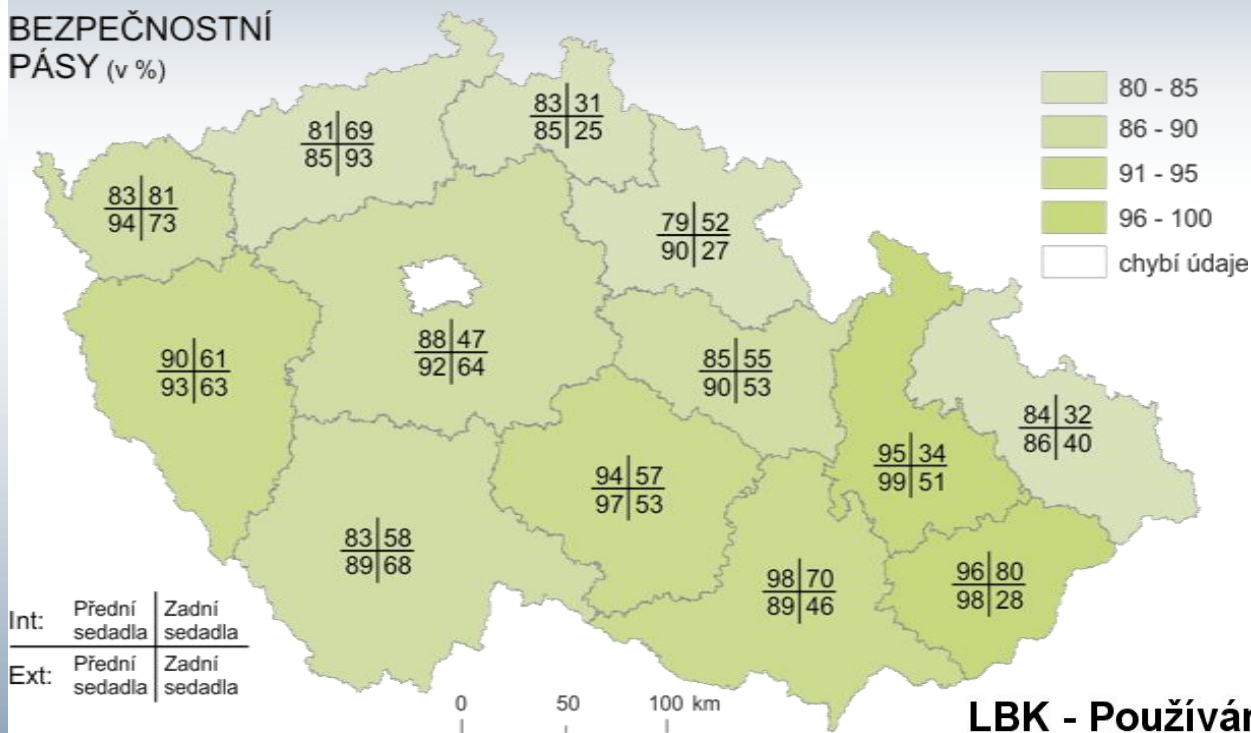 BEZPEČNOSTNÍ
PÁSY (v %)
80 - 85
86 - 90
91 - 95
96 - 100
chybí údaje
83 31
85 25
81 69
85 93
83 81
94 73
79 52
90 27
88 47
92 64
90 61
93 63
85 55
90 53
84 32
86 40
95 34
99 51
94 57
97 53
83 58
89 68
98 70
89 46
96 80
98 28
Int: Přední sedadla Zadní sedadla
Ext: Přední sedadla Zadní sedadla
0 50 100 km
LBK - Používán